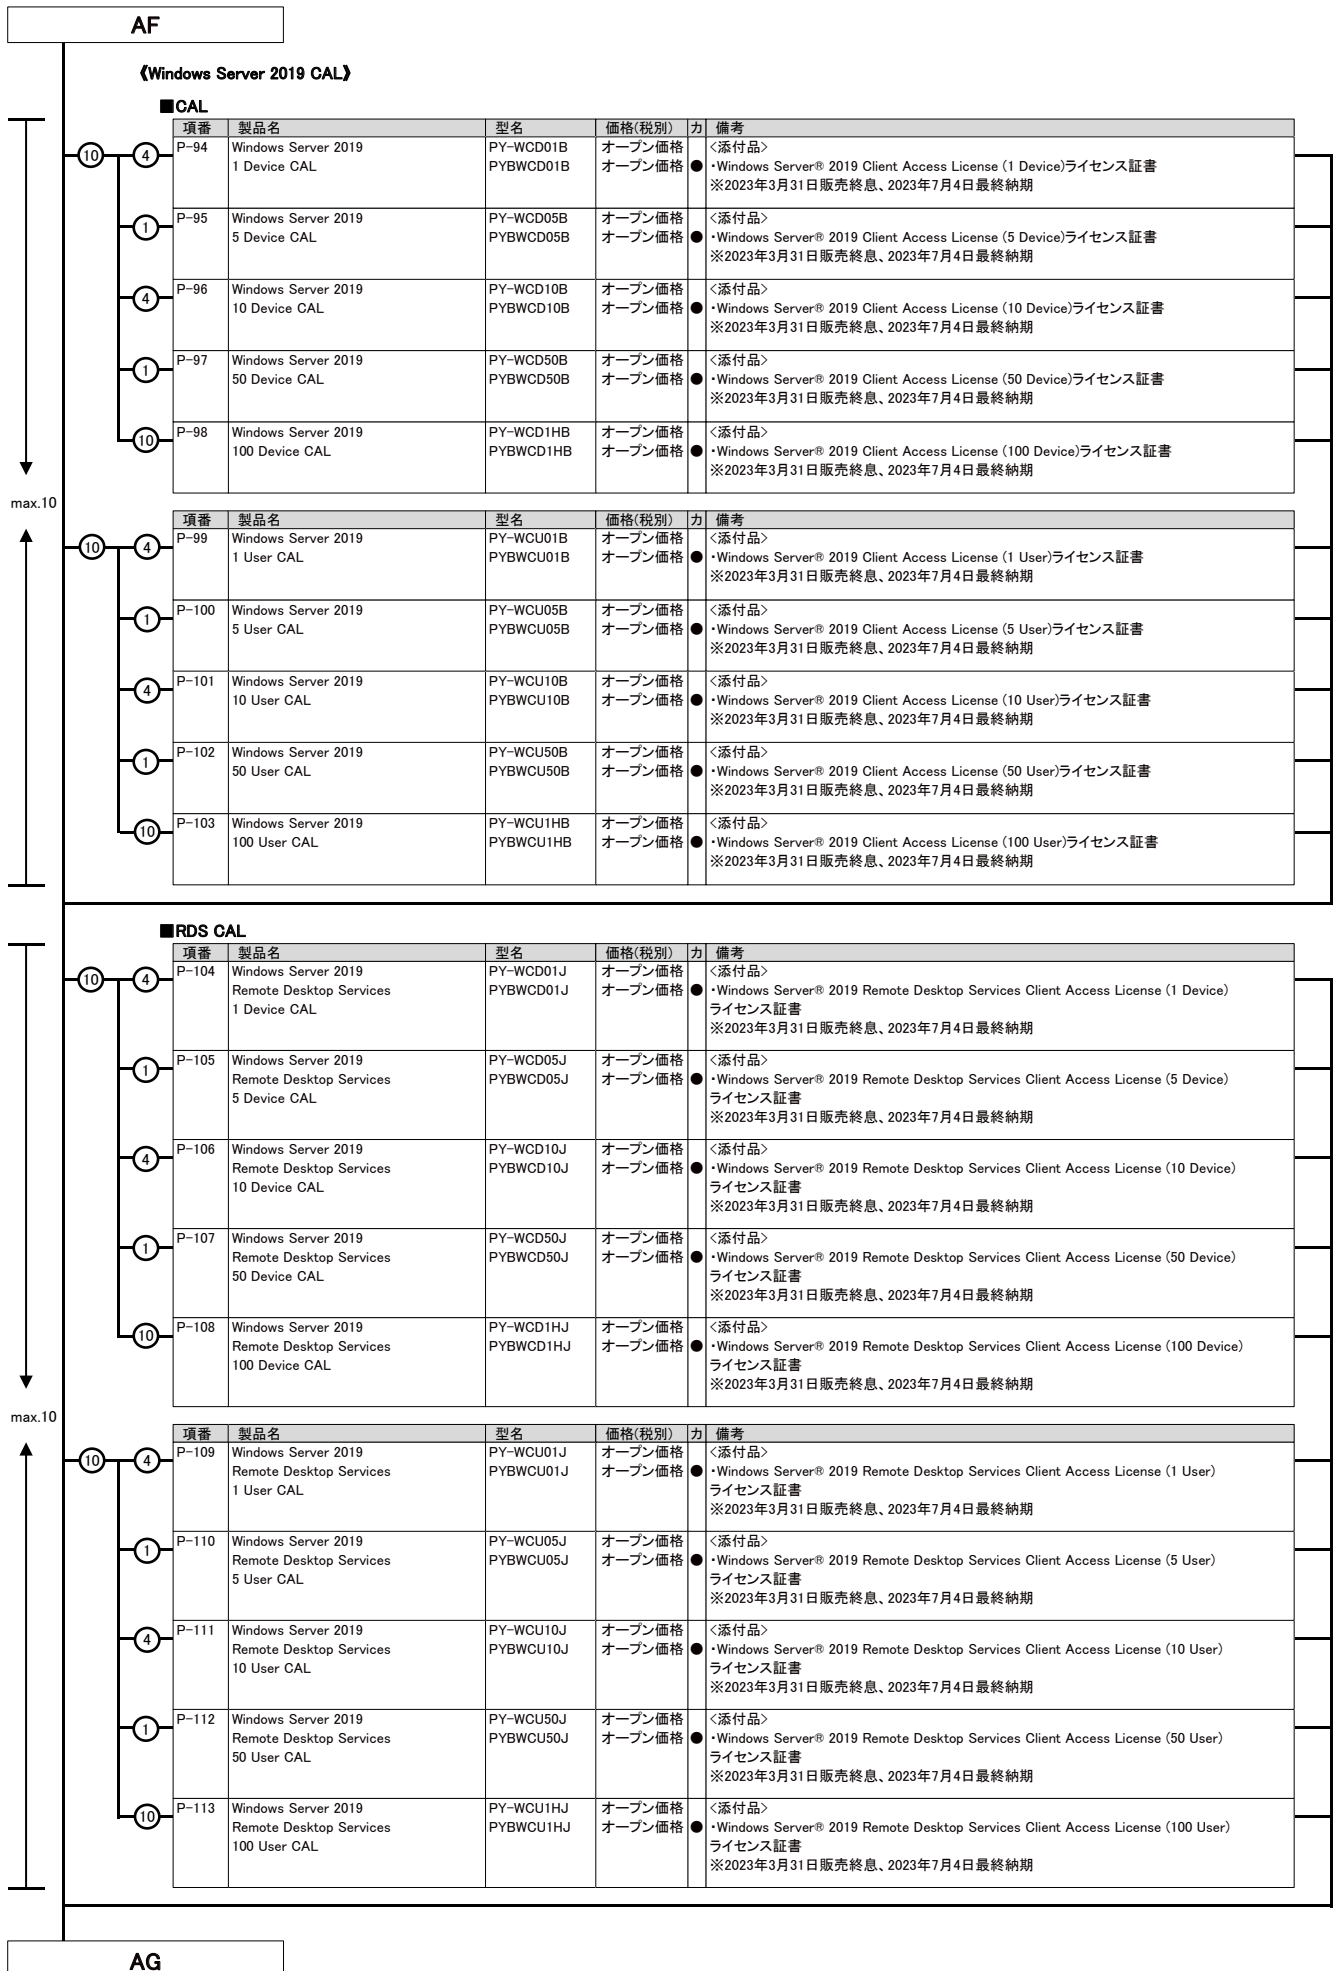 AF
《Windows Server 2019 CAL》
■CAL
項番 製品名 型名 価格(税別) カ 備考
⑩ ④ P-94 Windows Server 2019 PY-WCD01B オープン価格 <添付品>
1 Device CAL PYBWCD01B オープン価格 ● ・Windows Server® 2019 Client Access License (1 Device)ライセンス証書
※2023年3月31日販売終息、2023年7月4日最終納期
① P-95 Windows Server 2019 PY-WCD05B オープン価格 <添付品>
5 Device CAL PYBWCD05B オープン価格 ● ・Windows Server® 2019 Client Access License (5 Device)ライセンス証書
※2023年3月31日販売終息、2023年7月4日最終納期
④ P-96 Windows Server 2019 PY-WCD10B オープン価格 <添付品>
10 Device CAL PYBWCD10B オープン価格 ● ・Windows Server® 2019 Client Access License (10 Device)ライセンス証書
※2023年3月31日販売終息、2023年7月4日最終納期
① P-97 Windows Server 2019 PY-WCD50B オープン価格 <添付品>
50 Device CAL PYBWCD50B オープン価格 ● ・Windows Server® 2019 Client Access License (50 Device)ライセンス証書
※2023年3月31日販売終息、2023年7月4日最終納期
⑩ P-98 Windows Server 2019 PY-WCD1HB オープン価格 <添付品>
100 Device CAL PYBWCD1HB オープン価格 ● ・Windows Server® 2019 Client Access License (100 Device)ライセンス証書
※2023年3月31日販売終息、2023年7月4日最終納期
max.10
項番 製品名 型名 価格(税別) カ 備考
⑩ ④ P-99 Windows Server 2019 PY-WCU01B オープン価格 <添付品>
1 User CAL PYBWCU01B オープン価格 ● ・Windows Server® 2019 Client Access License (1 User)ライセンス証書
※2023年3月31日販売終息、2023年7月4日最終納期
① P-100 Windows Server 2019 PY-WCU05B オープン価格 <添付品>
5 User CAL PYBWCU05B オープン価格 ● ・Windows Server® 2019 Client Access License (5 User)ライセンス証書
※2023年3月31日販売終息、2023年7月4日最終納期
④ P-101 Windows Server 2019 PY-WCU10B オープン価格 <添付品>
10 User CAL PYBWCU10B オープン価格 ● ・Windows Server® 2019 Client Access License (10 User)ライセンス証書
※2023年3月31日販売終息、2023年7月4日最終納期
① P-102 Windows Server 2019 PY-WCU50B オープン価格 <添付品>
50 User CAL PYBWCU50B オープン価格 ● ・Windows Server® 2019 Client Access License (50 User)ライセンス証書
※2023年3月31日販売終息、2023年7月4日最終納期
⑩ P-103 Windows Server 2019 PY-WCU1HB オープン価格 <添付品>
100 User CAL PYBWCU1HB オープン価格 ● ・Windows Server® 2019 Client Access License (100 User)ライセンス証書
※2023年3月31日販売終息、2023年7月4日最終納期
■RDS CAL
項番 製品名 型名 価格(税別) カ 備考
⑩ ④ P-104 Windows Server 2019 PY-WCD01J オープン価格 <添付品>
Remote Desktop Services PYBWCD01J オープン価格 ● ・Windows Server® 2019 Remote Desktop Services Client Access License (1 Device)
1 Device CAL ライセンス証書
※2023年3月31日販売終息、2023年7月4日最終納期
① P-105 Windows Server 2019 PY-WCD05J オープン価格 <添付品>
Remote Desktop Services PYBWCD05J オープン価格 ● ・Windows Server® 2019 Remote Desktop Services Client Access License (5 Device)
5 Device CAL ライセンス証書
※2023年3月31日販売終息、2023年7月4日最終納期
④ P-106 Windows Server 2019 PY-WCD10J オープン価格 <添付品>
Remote Desktop Services PYBWCD10J オープン価格 ● ・Windows Server® 2019 Remote Desktop Services Client Access License (10 Device)
10 Device CAL ライセンス証書
※2023年3月31日販売終息、2023年7月4日最終納期
① P-107 Windows Server 2019 PY-WCD50J オープン価格 <添付品>
Remote Desktop Services PYBWCD50J オープン価格 ● ・Windows Server® 2019 Remote Desktop Services Client Access License (50 Device)
50 Device CAL ライセンス証書
※2023年3月31日販売終息、2023年7月4日最終納期
⑩ P-108 Windows Server 2019 PY-WCD1HJ オープン価格 <添付品>
Remote Desktop Services PYBWCD1HJ オープン価格 ● ・Windows Server® 2019 Remote Desktop Services Client Access License (100 Device)
100 Device CAL ライセンス証書
※2023年3月31日販売終息、2023年7月4日最終納期
max.10
項番 製品名 型名 価格(税別) カ 備考
⑩ ④ P-109 Windows Server 2019 PY-WCU01J オープン価格 <添付品>
Remote Desktop Services PYBWCU01J オープン価格 ● ・Windows Server® 2019 Remote Desktop Services Client Access License (1 User)
1 User CAL ライセンス証書
※2023年3月31日販売終息、2023年7月4日最終納期
① P-110 Windows Server 2019 PY-WCU05J オープン価格 <添付品>
Remote Desktop Services PYBWCU05J オープン価格 ● ・Windows Server® 2019 Remote Desktop Services Client Access License (5 User)
5 User CAL ライセンス証書
※2023年3月31日販売終息、2023年7月4日最終納期
④ P-111 Windows Server 2019 PY-WCU10J オープン価格 <添付品>
Remote Desktop Services PYBWCU10J オープン価格 ● ・Windows Server® 2019 Remote Desktop Services Client Access License (10 User)
10 User CAL ライセンス証書
※2023年3月31日販売終息、2023年7月4日最終納期
① P-112 Windows Server 2019 PY-WCU50J オープン価格 <添付品>
Remote Desktop Services PYBWCU50J オープン価格 ● ・Windows Server® 2019 Remote Desktop Services Client Access License (50 User)
50 User CAL ライセンス証書
※2023年3月31日販売終息、2023年7月4日最終納期
⑩ P-113 Windows Server 2019 PY-WCU1HJ オープン価格 <添付品>
Remote Desktop Services PYBWCU1HJ オープン価格 ● ・Windows Server® 2019 Remote Desktop Services Client Access License (100 User)
100 User CAL ライセンス証書
※2023年3月31日販売終息、2023年7月4日最終納期
AG